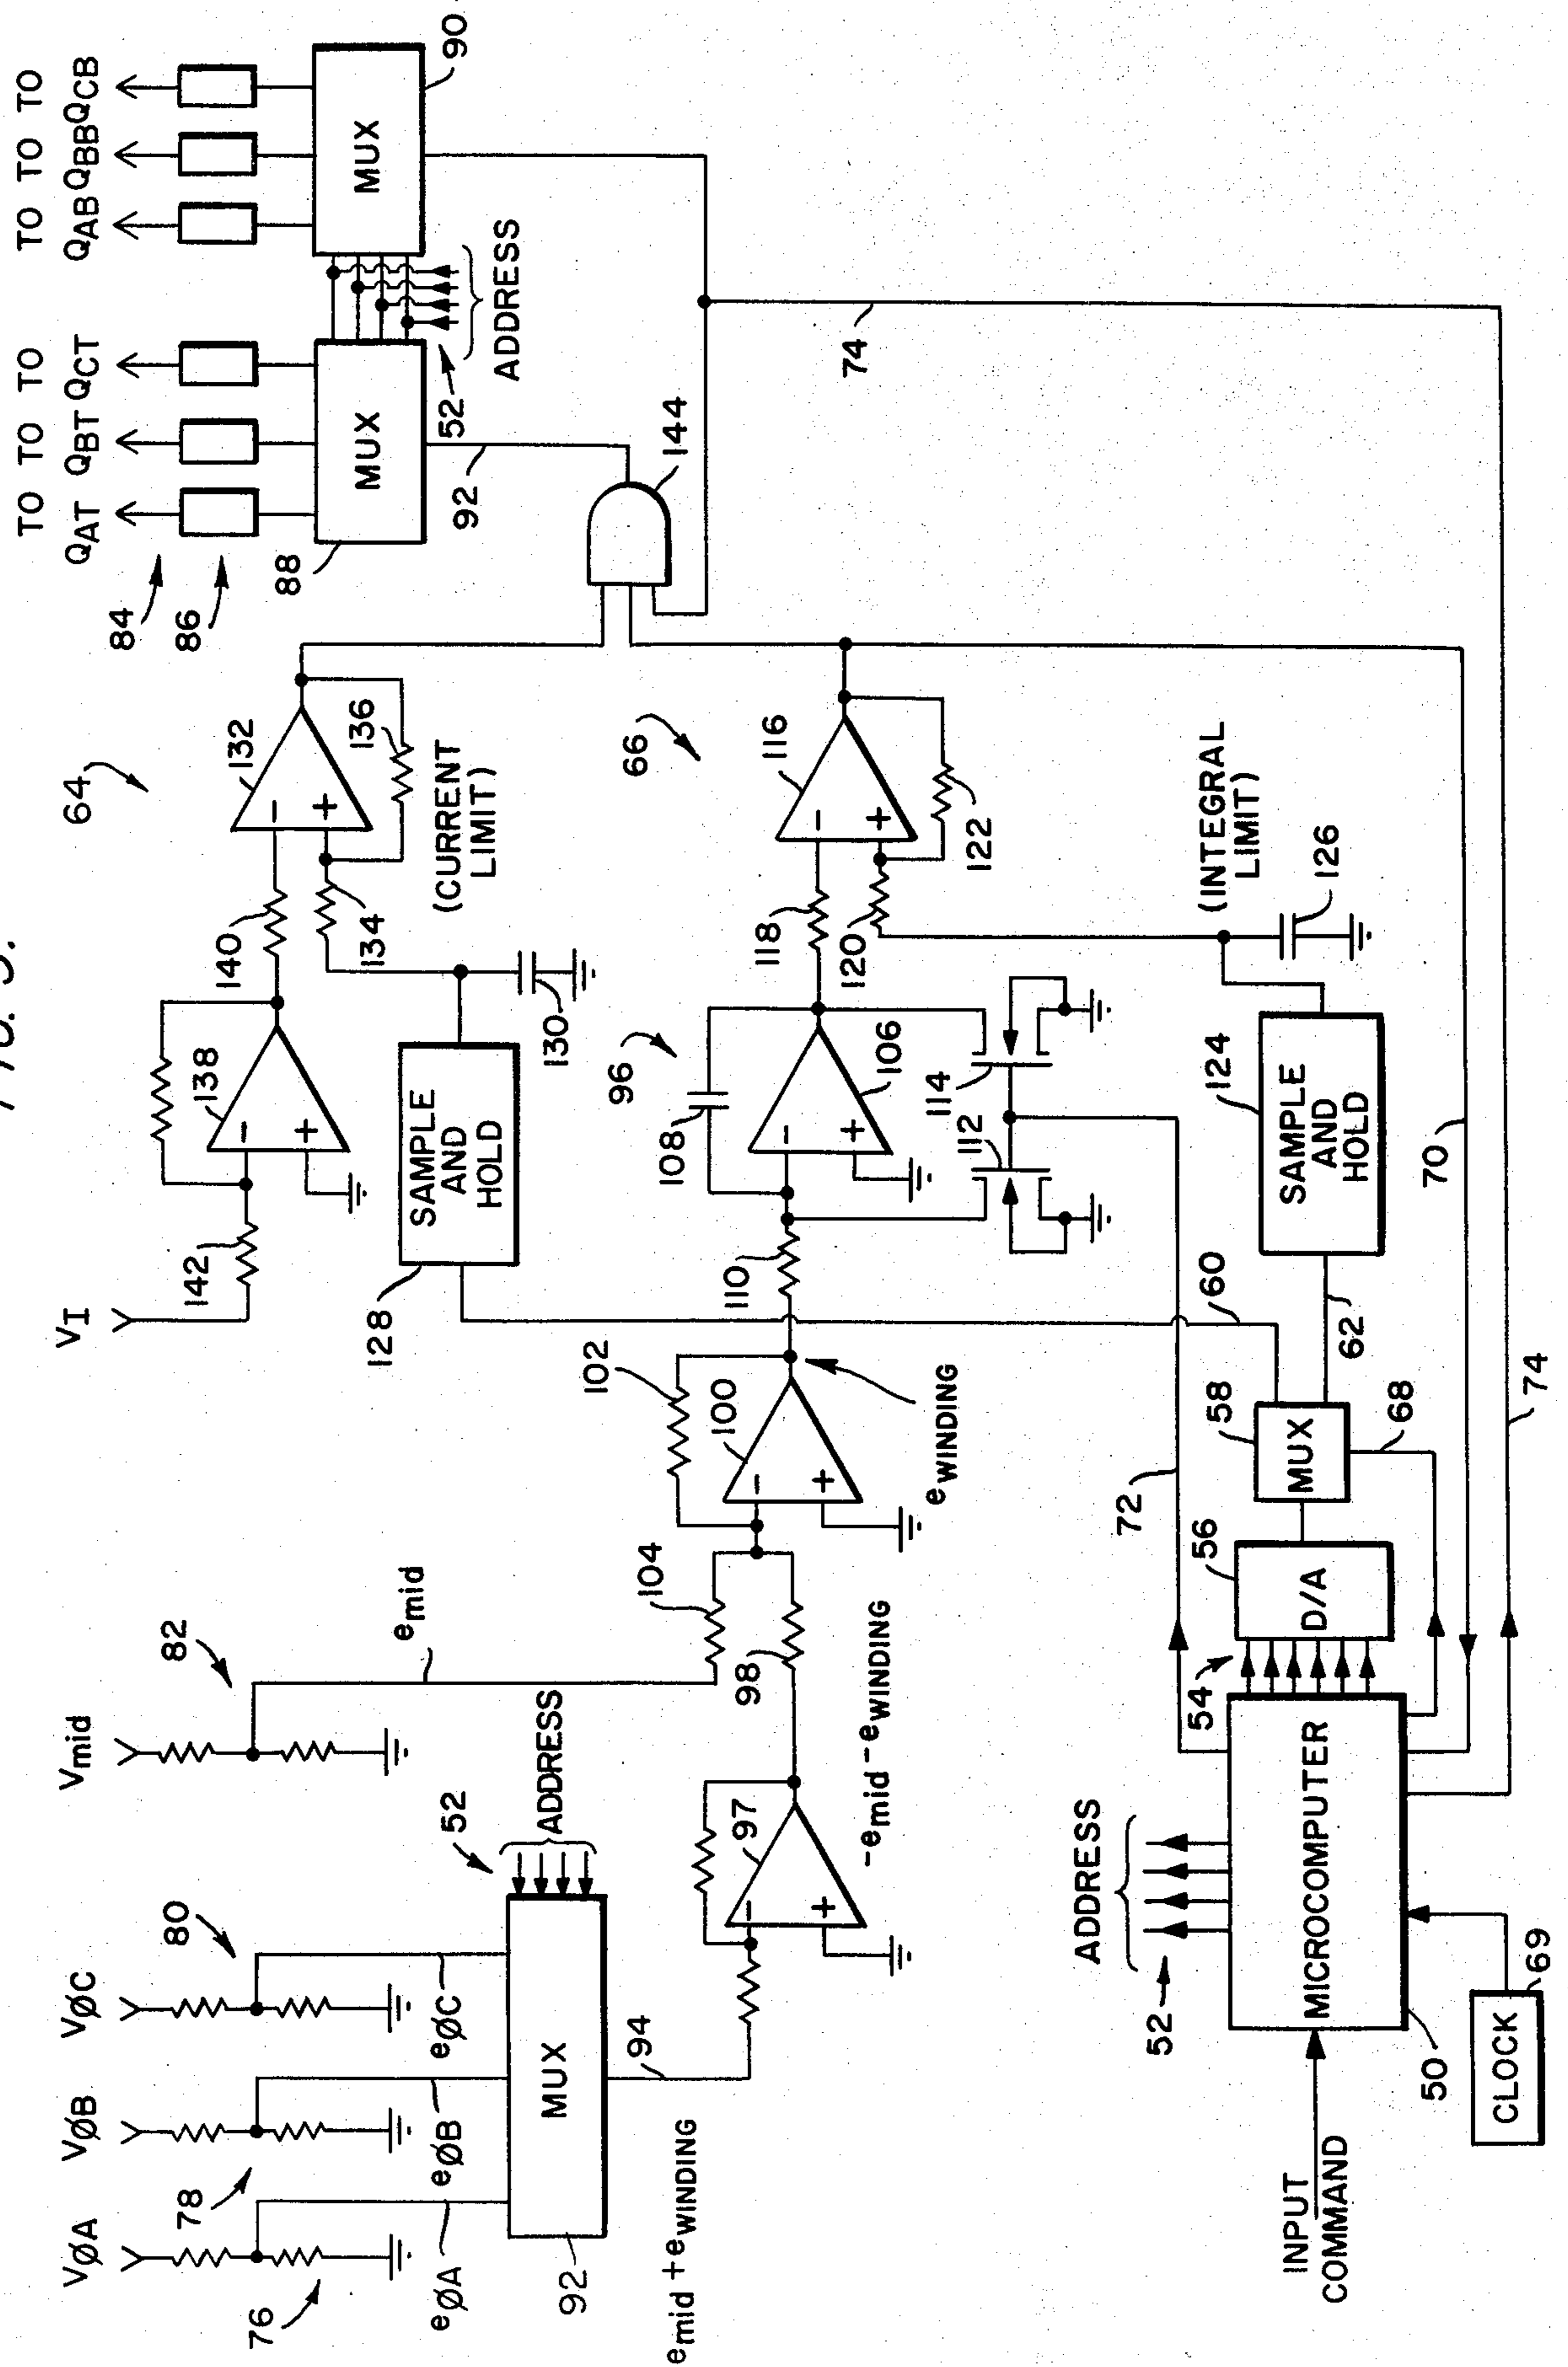 FIG. 5.
VØA
VØB
VØC
Vmid
VI
76
78
80
82
eØA
eØB
eØC
emid
MUX
92
52
ADDRESS
94
emid + eWINDING
97
-emid - eWINDING
98
104
100
102
eWINDING
110
142
138
140
132
134
136
64
(CURRENT
LIMIT)
SAMPLE
AND
HOLD
128
130
96
108
106
112
114
118
120
116
122
66
(INTEGRAL
LIMIT)
126
SAMPLE
AND
HOLD
124
60
62
72
70
74
74
144
92
TO TO TO
QAT QBT QCT
84
86
MUX
88
52
ADDRESS
TO TO TO
QAB QBB QCB
MUX
90
INPUT
COMMAND
MICROCOMPUTER
50
CLOCK
69
ADDRESS
52
54
D/A
56
MUX
58
68